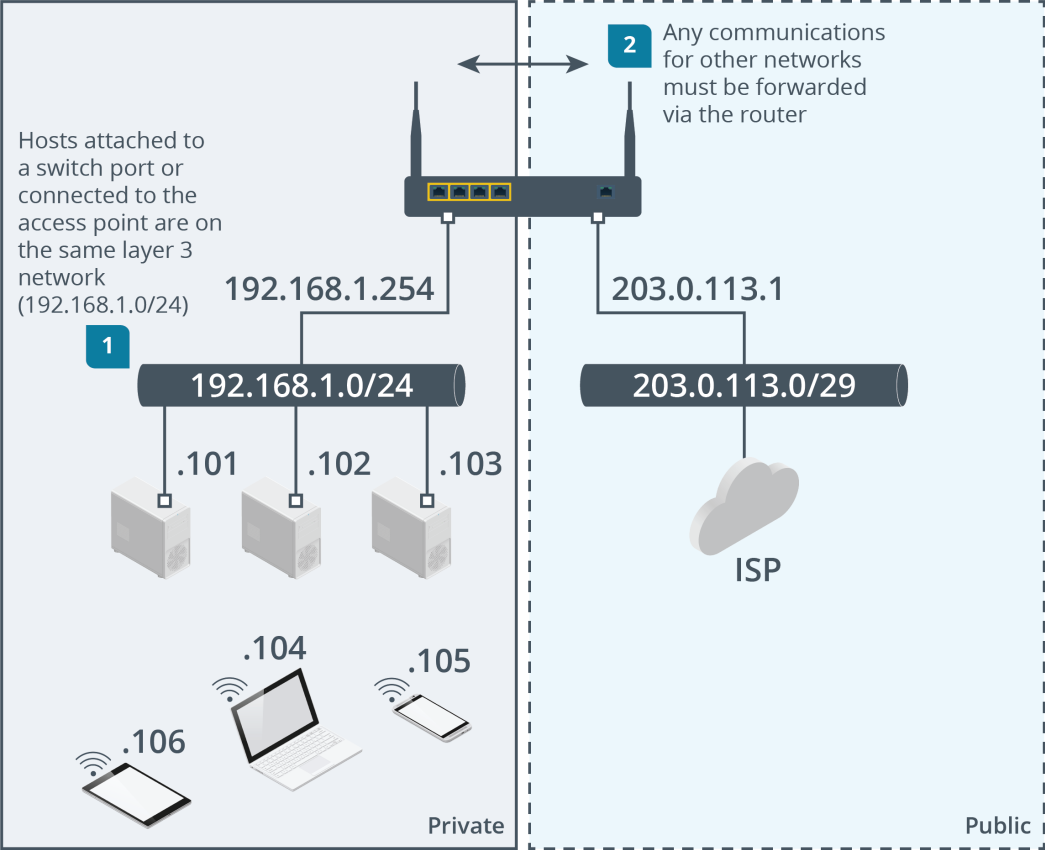 2
Any communications
for other networks
must be forwarded
via the router
Hosts attached to
a switch port or
connected to the
access point are on
the same layer 3
network
(192.168.1.0/24)
1
192.168.1.254
203.0.113.1
192.168.1.0/24
203.0.113.0/29
.101
.102
.103
ISP
.104
.105
.106
Private
Public